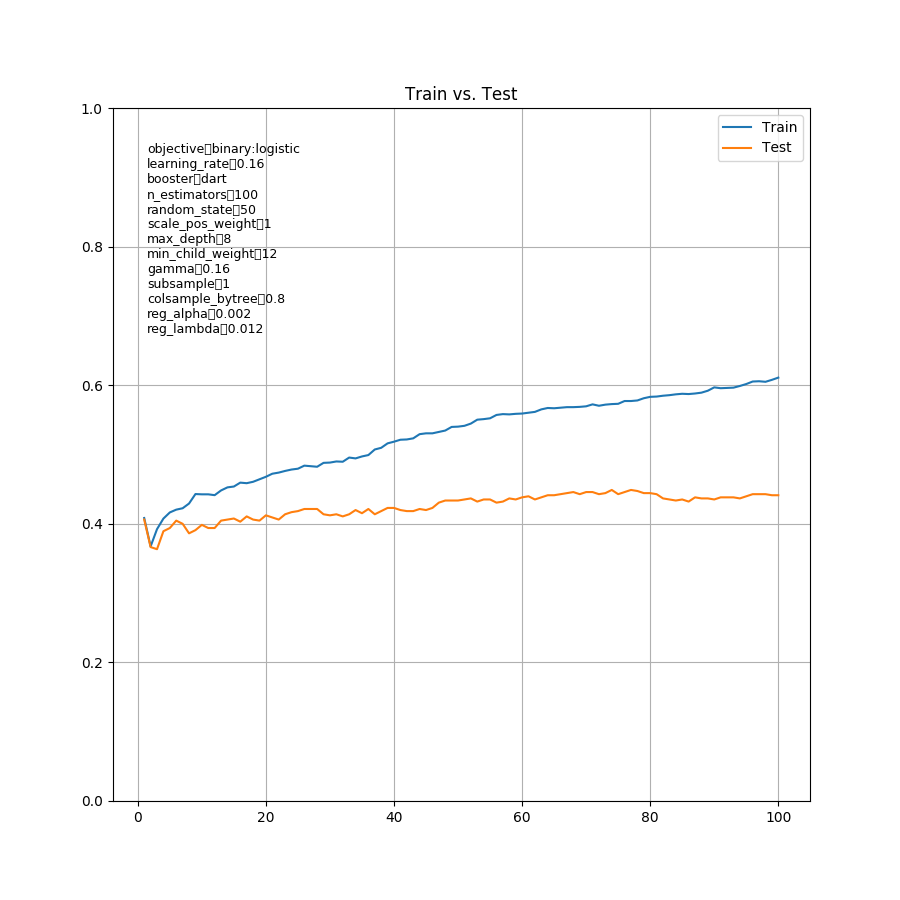 Train vs. Test
1.0
0.8
0.6
0.4
0.2
0.0
objective▯binary:logistic
learning_rate▯0.16
booster▯dart
n_estimators▯100
random_state▯50
scale_pos_weight▯1
max_depth▯8
min_child_weight▯12
gamma▯0.16
subsample▯1
colsample_bytree▯0.8
reg_alpha▯0.002
reg_lambda▯0.012
Train
Test
0 20 40 60 80 100